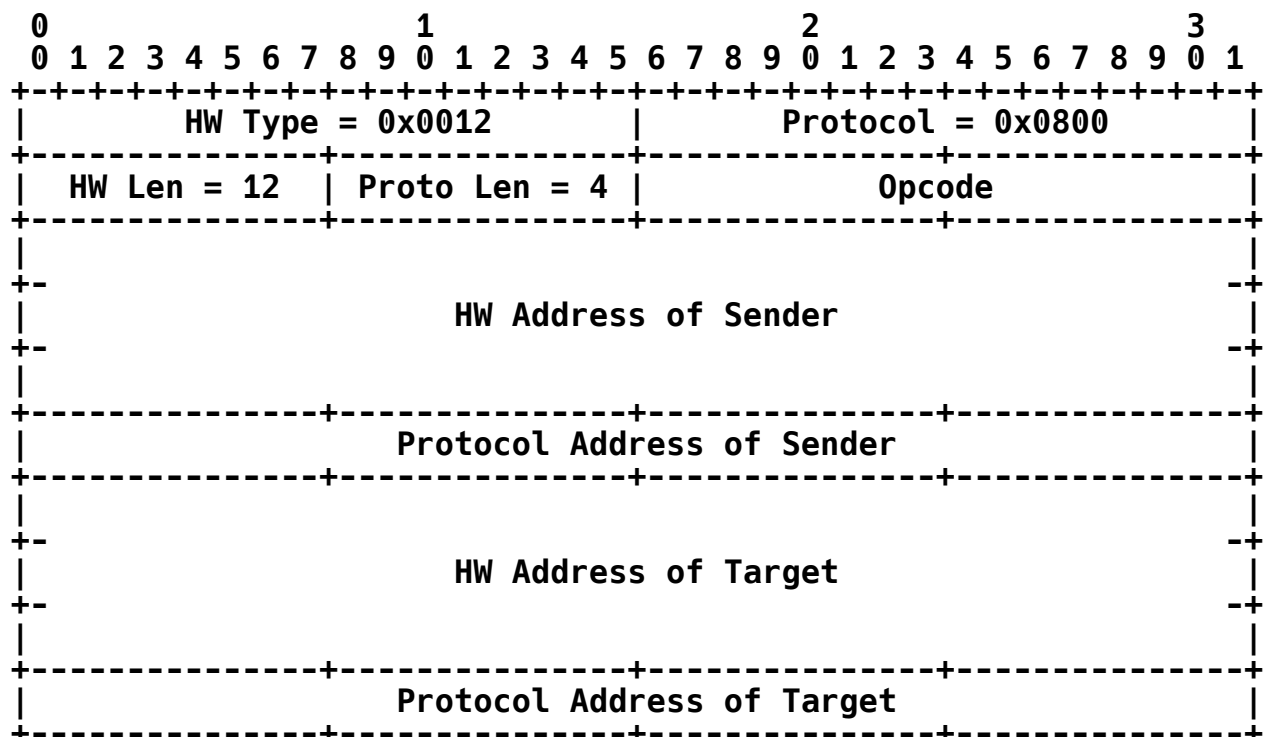 0                   1                   2                   3
 0 1 2 3 4 5 6 7 8 9 0 1 2 3 4 5 6 7 8 9 0 1 2 3 4 5 6 7 8 9 0 1
+-+-+-+-+-+-+-+-+-+-+-+-+-+-+-+-+-+-+-+-+-+-+-+-+-+-+-+-+-+-+-+-+
|        HW Type = 0x0012       |       Protocol = 0x0800       |
+---------------+---------------+---------------+---------------+
|  HW Len = 12  | Proto Len = 4 |            Opcode             |
+---------------+---------------+---------------+---------------+
|                                                               |
+-                                                             -+
|                      HW Address of Sender                     |
+-                                                             -+
|                                                               |
+---------------+---------------+---------------+---------------+
|                   Protocol Address of Sender                  |
+---------------+---------------+---------------+---------------+
|                                                               |
+-                                                             -+
|                      HW Address of Target                     |
+-                                                             -+
|                                                               |
+---------------+---------------+---------------+---------------+
|                   Protocol Address of Target                  |
+---------------+---------------+---------------+---------------+